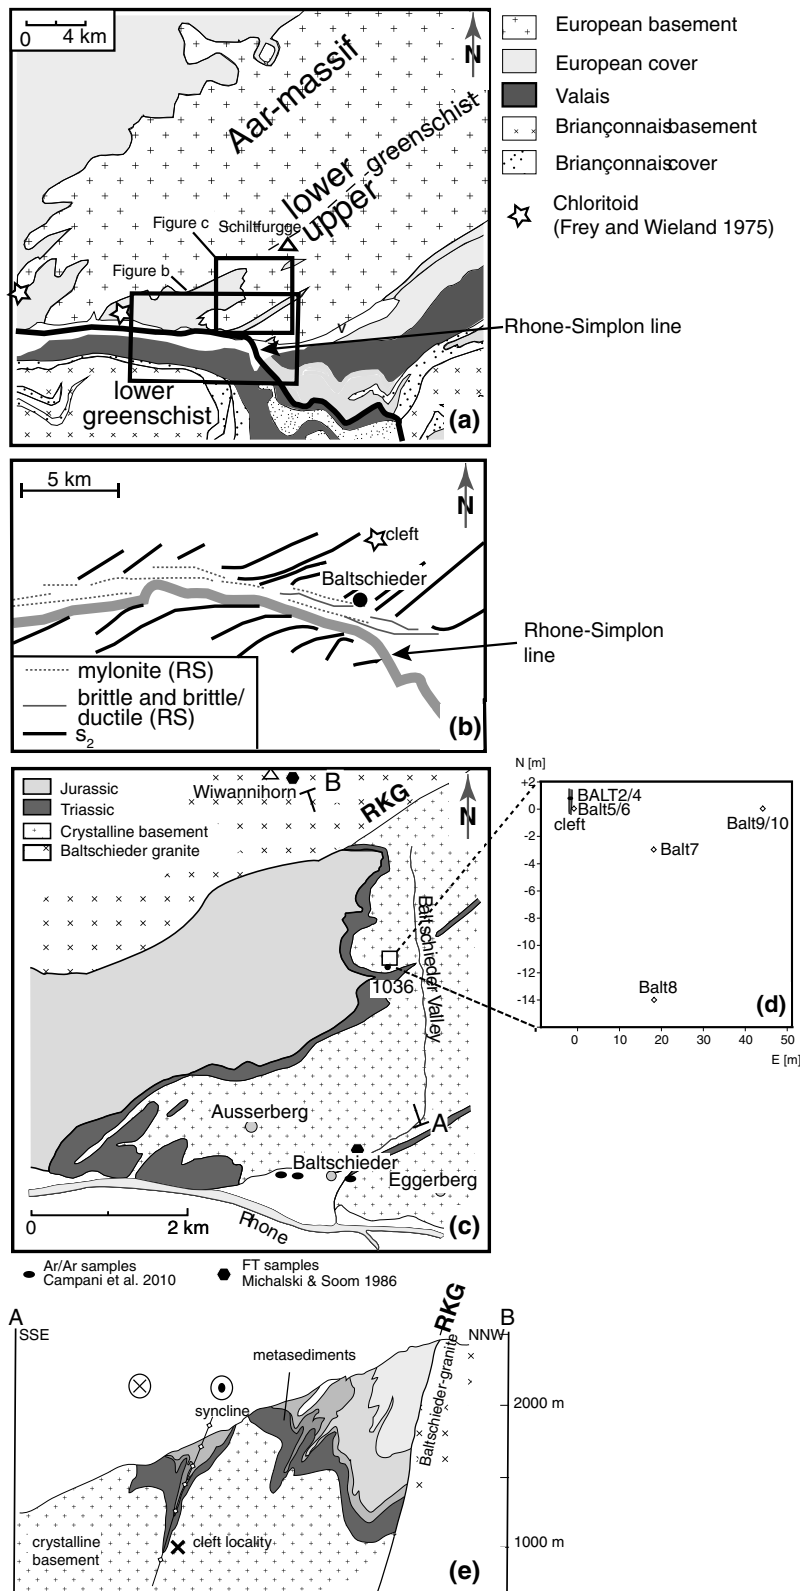 0 4 km
N
European basement
European cover
Valais
Briançonnais basement
Briançonnais cover
Chloritoid
(Frey and Wieland 1975)
Aar-massif
greenschist
lower
upper
Figure c
Schiltfurgge
Figure b
Rhone-Simplon line
lower
greenschist
(a)
5 km
N
cleft
Baltschieder
Rhone-Simplon
line
mylonite (RS)
brittle and brittle/
ductile (RS)
s2
(b)
Jurassic
Triassic
Crystalline basement
Baltschieder granite
Wiwannihorn
B
RKG
N
Baltschieder Valley
1036
Ausserberg
A
Baltschieder
Eggerberg
0 2 km
Rhone
(c)
N [m]
+2
0
-2
-4
-6
-8
-10
-12
-14
BALT2/4
Balt5/6
cleft
Balt9/10
Balt7
Balt8
(d)
0 10 20 30 40 50
E [m]
Ar/Ar samples
Campani et al. 2010
FT samples
Michalski & Soom 1986
A
SSE
RKG
B
NNW
metasediments
Baltschieder-granite
syncline
2000 m
1000 m
crystalline
basement
cleft locality
(e)